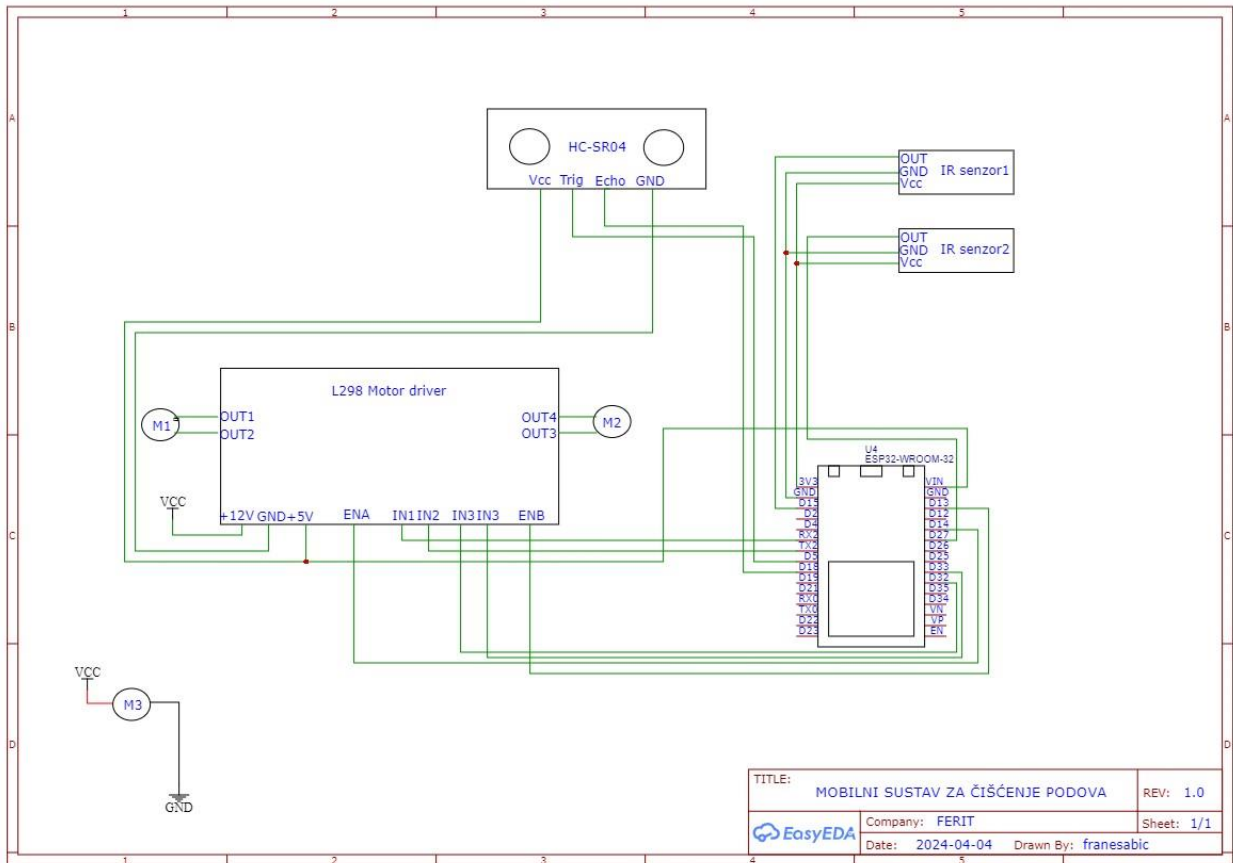 1 2 3 4 5
A A
B B
C C
D D
1 2 3 4 5
HC-SR04
Vcc Trig Echo GND
OUT
GND IR senzor1
Vcc
OUT
GND IR senzor2
Vcc
L298 Motor driver
M1 OUT1 OUT4 M2
OUT2 OUT3
VCC
+12V GND +5V ENA IN1 IN2 IN3 IN3 ENB
U4
ESP32-WROOM-32
3V3 VIN
GND GND
D15 D13
D2 D12
D4 D14
RX2 D27
TX2 D26
D5 D25
D18 D33
D19 D32
D21 D35
RX0 D34
TX0 VN
D22 VP
D23 EN
VCC
M3
GND
TITLE:
MOBILNI SUSTAV ZA ČIŠĆENJE PODOVA
REV: 1.0
EasyEDA
Company: FERIT
Sheet: 1/1
Date: 2024-04-04 Drawn By: franesabic